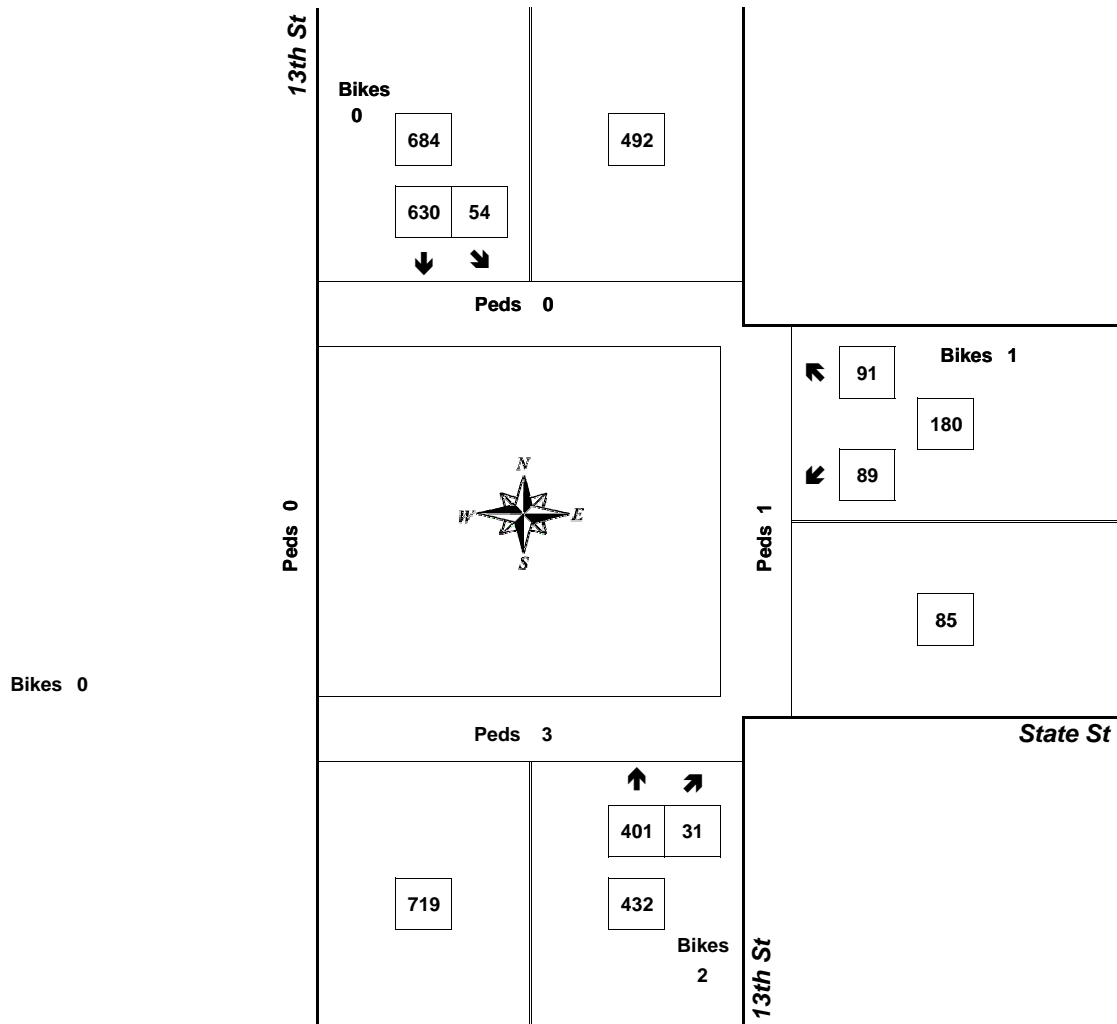 13th St
Bikes
0
684
492
630 54
Peds 0
Bikes 1
91
180
89
N
W E
S
Peds 0
Peds 1
85
Bikes 0
Peds 3
State St
401 31
719
432
Bikes
2
13th St